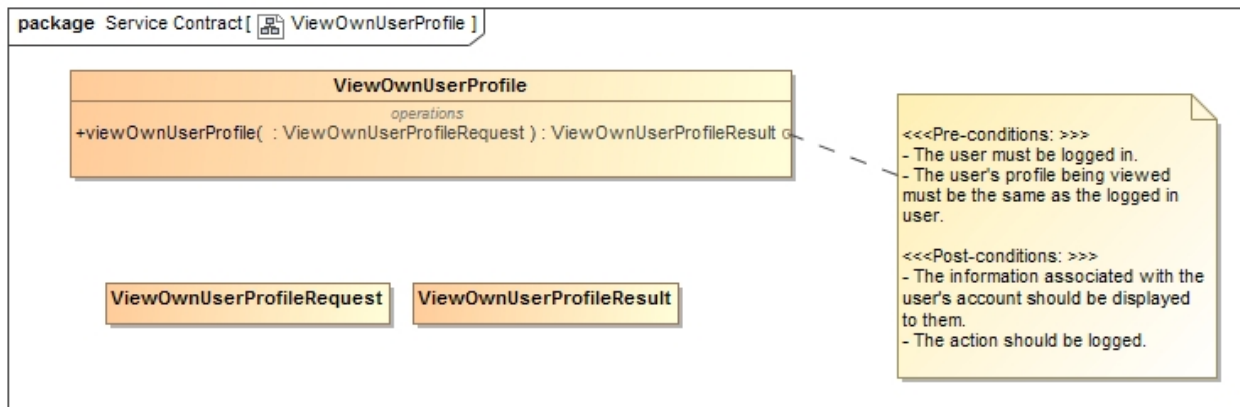 package Service Contract [ ViewOwnUserProfile ]
ViewOwnUserProfile
operations
+viewOwnUserProfile( : ViewOwnUserProfileRequest ) : ViewOwnUserProfileResult
<<<Pre-conditions: >>>
- The user must be logged in.
- The user's profile being viewed
must be the same as the logged in
user.
<<<Post-conditions: >>>
- The information associated with the
user's account should be displayed
to them.
- The action should be logged.
ViewOwnUserProfileRequest
ViewOwnUserProfileResult